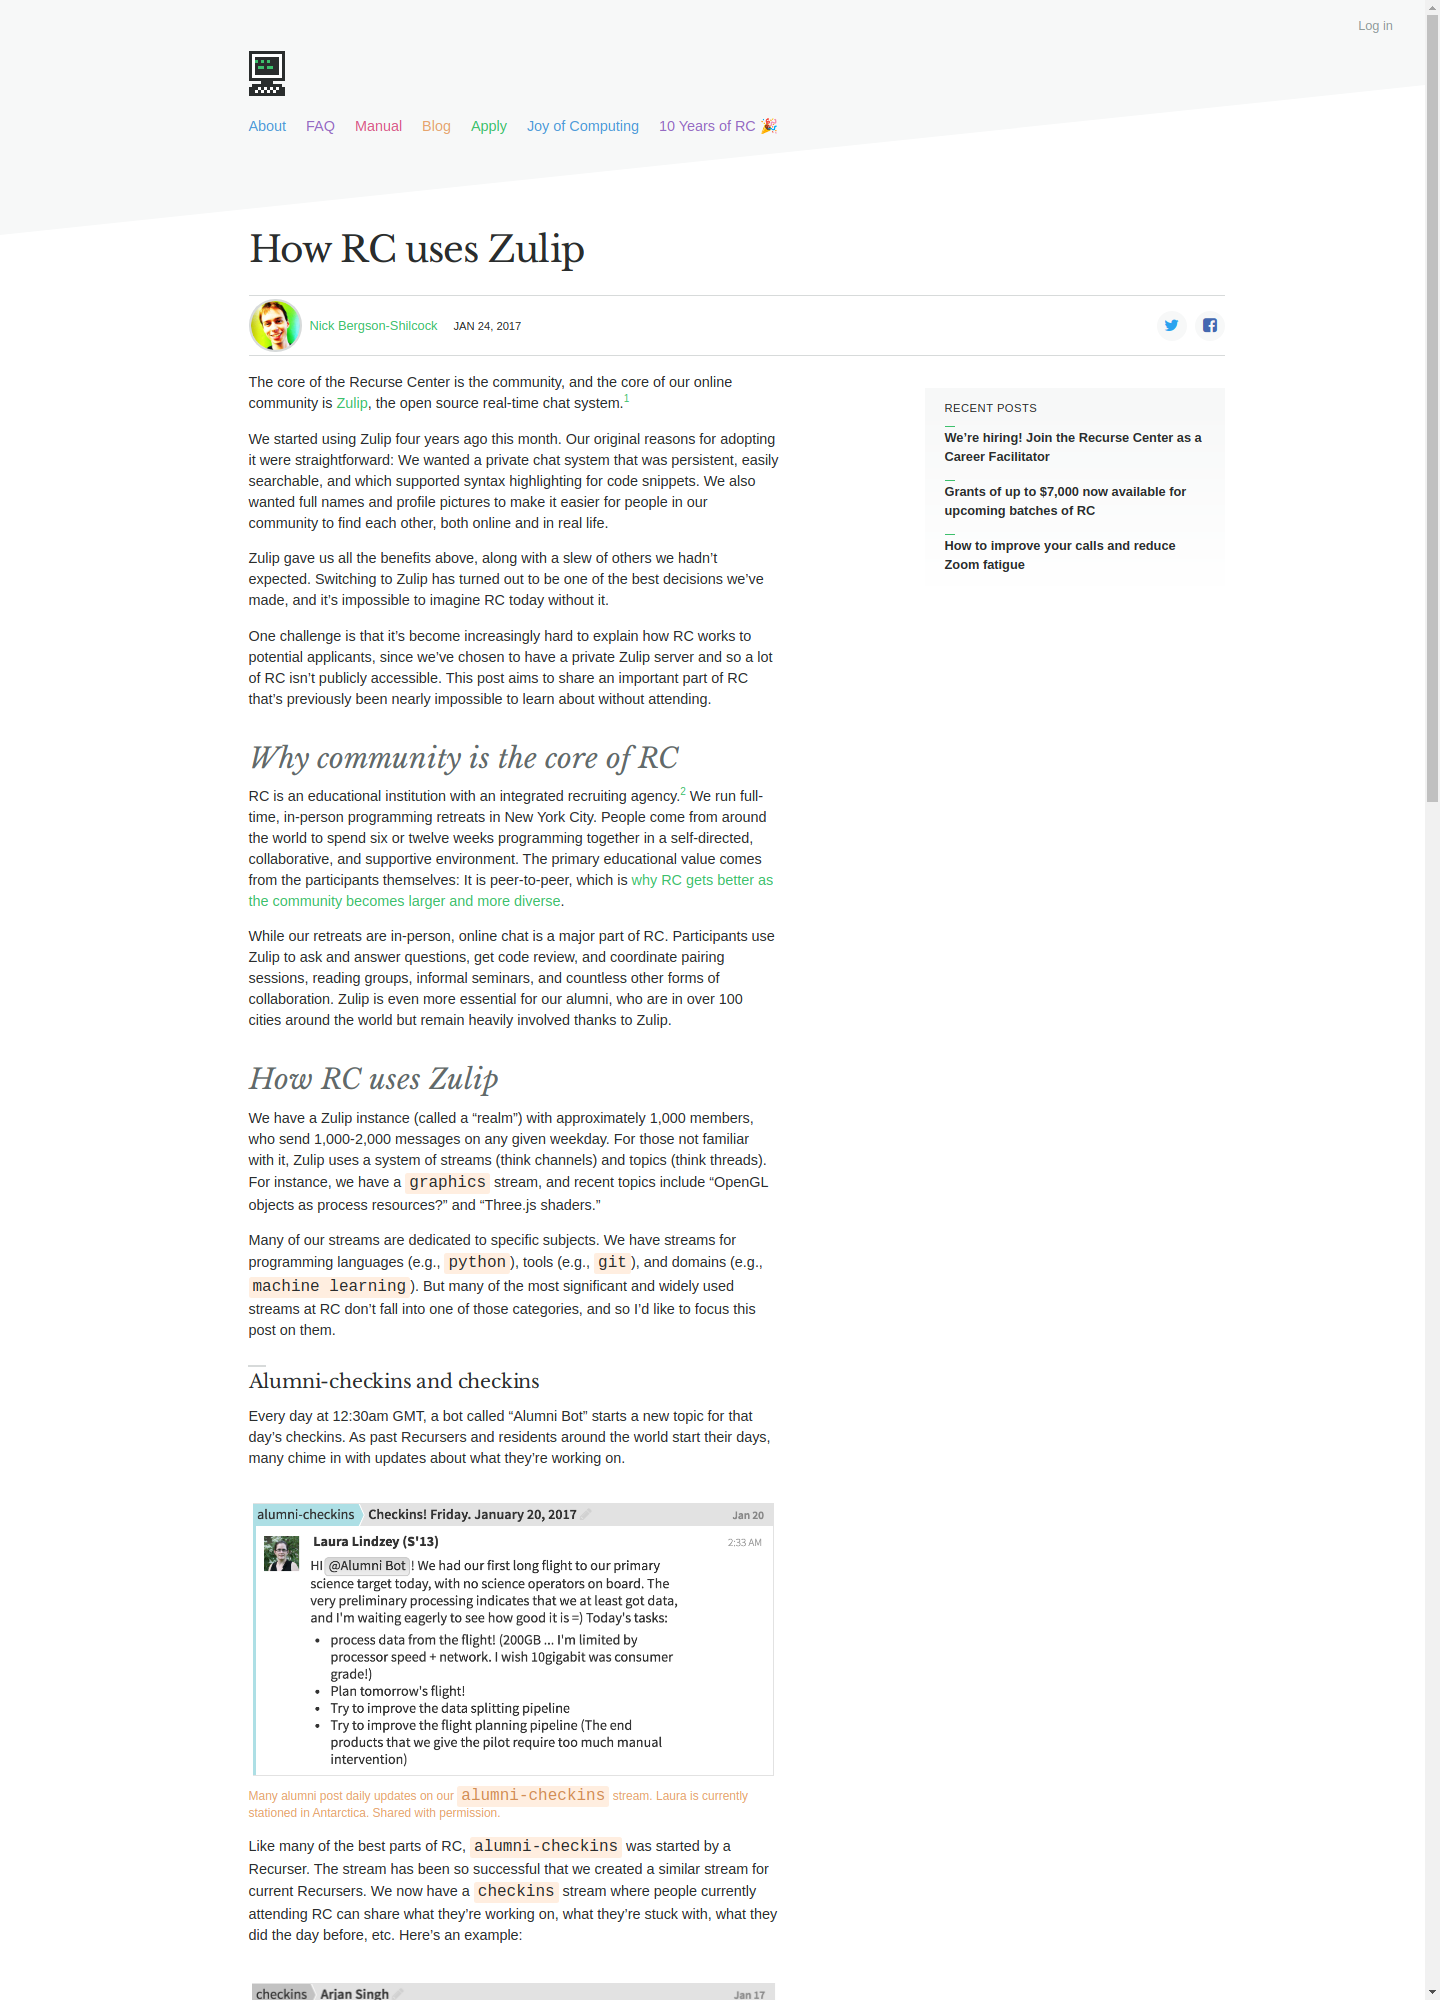 Log in
About FAQ Manual Blog Apply Joy of Computing 10 Years of RC 🎉
How RC uses Zulip
Nick Bergson-Shilcock JAN 24, 2017
The core of the Recurse Center is the community, and the core of our online
community is Zulip, the open source real-time chat system.1
We started using Zulip four years ago this month. Our original reasons for adopting
it were straightforward: We wanted a private chat system that was persistent, easily
searchable, and which supported syntax highlighting for code snippets. We also
wanted full names and profile pictures to make it easier for people in our
community to find each other, both online and in real life.
Zulip gave us all the benefits above, along with a slew of others we hadn’t
expected. Switching to Zulip has turned out to be one of the best decisions we’ve
made, and it’s impossible to imagine RC today without it.
One challenge is that it’s become increasingly hard to explain how RC works to
potential applicants, since we’ve chosen to have a private Zulip server and so a lot
of RC isn’t publicly accessible. This post aims to share an important part of RC
that’s previously been nearly impossible to learn about without attending.
Why community is the core of RC
RC is an educational institution with an integrated recruiting agency.2 We run full-
time, in-person programming retreats in New York City. People come from around
the world to spend six or twelve weeks programming together in a self-directed,
collaborative, and supportive environment. The primary educational value comes
from the participants themselves: It is peer-to-peer, which is why RC gets better as
the community becomes larger and more diverse.
While our retreats are in-person, online chat is a major part of RC. Participants use
Zulip to ask and answer questions, get code review, and coordinate pairing
sessions, reading groups, informal seminars, and countless other forms of
collaboration. Zulip is even more essential for our alumni, who are in over 100
cities around the world but remain heavily involved thanks to Zulip.
How RC uses Zulip
We have a Zulip instance (called a “realm”) with approximately 1,000 members,
who send 1,000-2,000 messages on any given weekday. For those not familiar
with it, Zulip uses a system of streams (think channels) and topics (think threads).
For instance, we have a graphics stream, and recent topics include “OpenGL
objects as process resources?” and “Three.js shaders.”
Many of our streams are dedicated to specific subjects. We have streams for
programming languages (e.g., python), tools (e.g., git), and domains (e.g.,
machine learning). But many of the most significant and widely used
streams at RC don’t fall into one of those categories, and so I’d like to focus this
post on them.
Alumni-checkins and checkins
Every day at 12:30am GMT, a bot called “Alumni Bot” starts a new topic for that
day’s checkins. As past Recursers and residents around the world start their days,
many chime in with updates about what they’re working on.
alumni-checkins Checkins! Friday. January 20, 2017 Jan 20
Laura Lindzey (S'13) 2:33 AM
HI @Alumni Bot ! We had our first long flight to our primary
science target today, with no science operators on board. The
very preliminary processing indicates that we at least got data,
and I'm waiting eagerly to see how good it is =) Today's tasks:
• process data from the flight! (200GB ... I'm limited by
processor speed + network. I wish 10gigabit was consumer
grade!)
• Plan tomorrow's flight!
• Try to improve the data splitting pipeline
• Try to improve the flight planning pipeline (The end
products that we give the pilot require too much manual
intervention)
Many alumni post daily updates on our alumni-checkins stream. Laura is currently
stationed in Antarctica. Shared with permission.
Like many of the best parts of RC, alumni-checkins was started by a
Recurser. The stream has been so successful that we created a similar stream for
current Recursers. We now have a checkins stream where people currently
attending RC can share what they’re working on, what they’re stuck with, what they
did the day before, etc. Here’s an example:
checkins Arjan Singh Jan 17
RECENT POSTS
We’re hiring! Join the Recurse Center as a
Career Facilitator
Grants of up to $7,000 now available for
upcoming batches of RC
How to improve your calls and reduce
Zoom fatigue